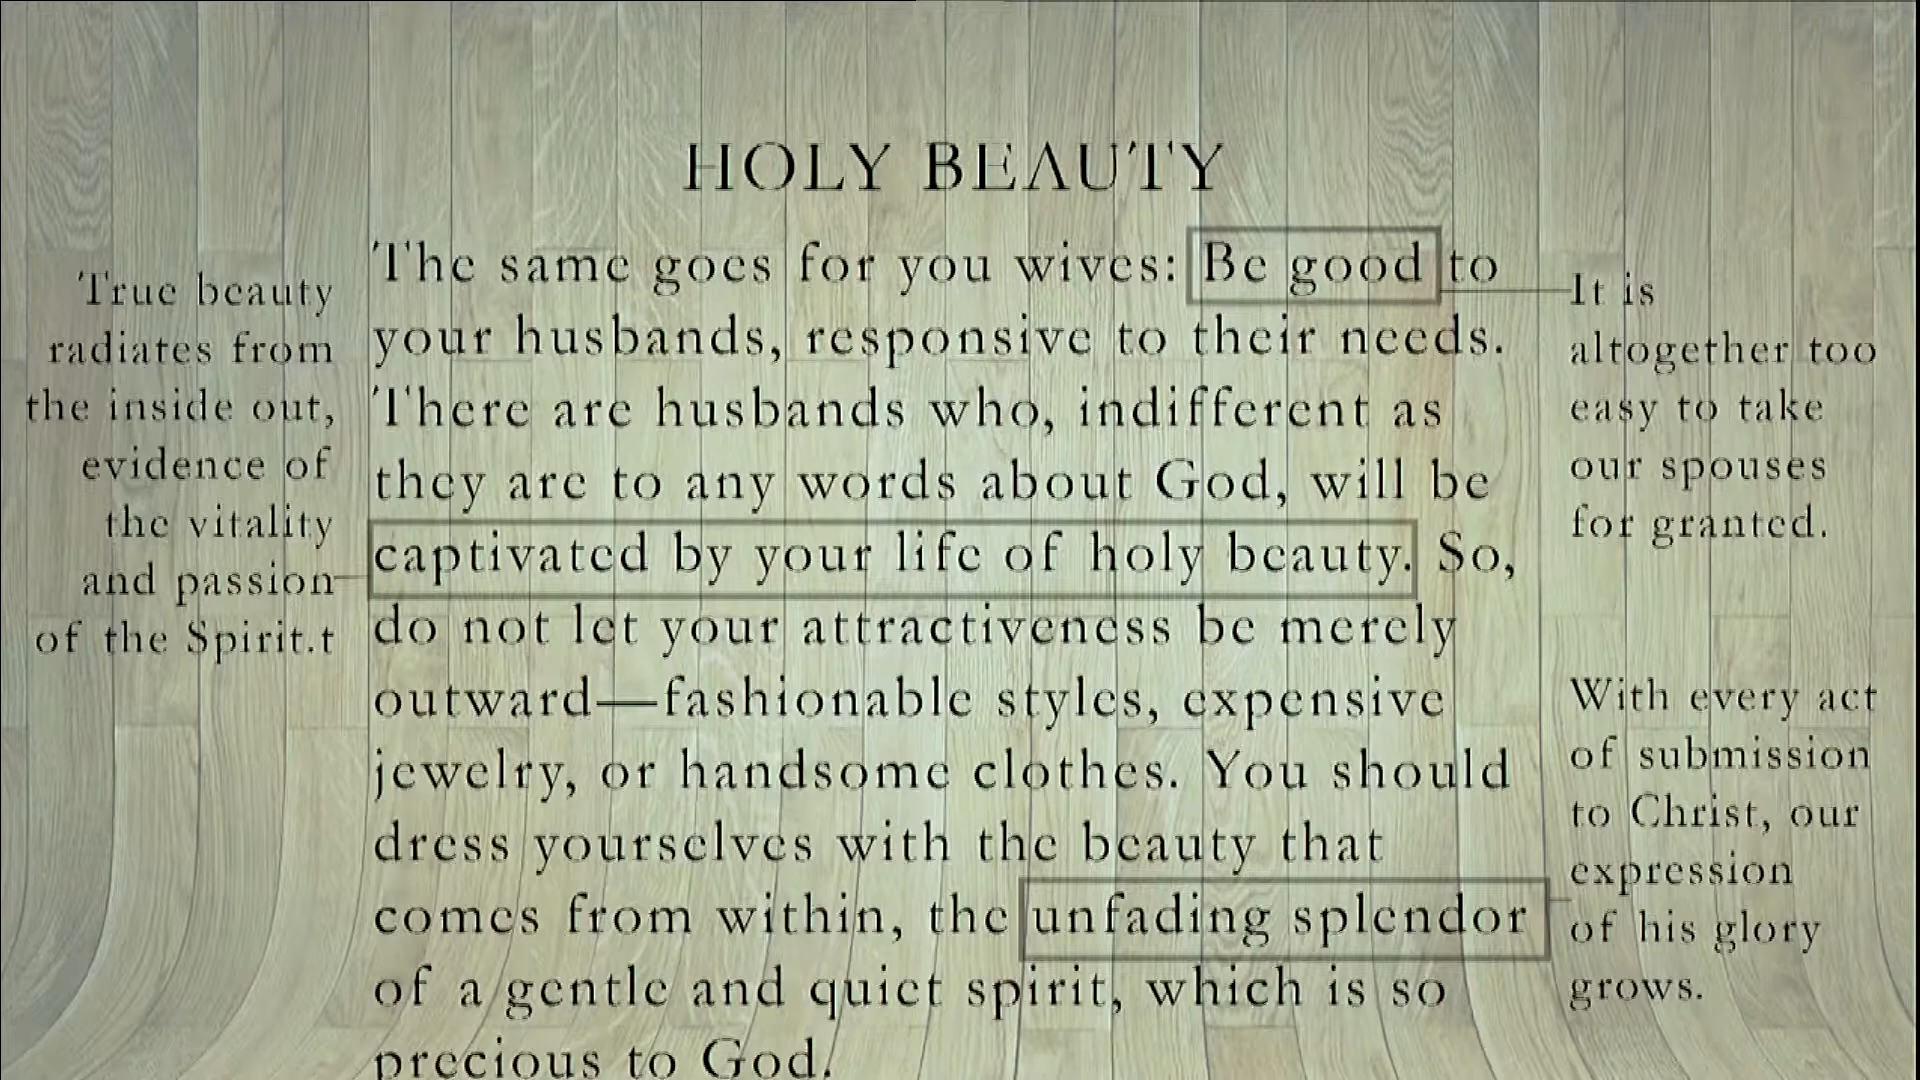 HOLY BEAUTY
The same goes for you wives: Be good to
your husbands, responsive to their needs.
There are husbands who, indifferent as
they are to any words about God, will be
captivated by your life of holy beauty. So,
do not let your attractiveness be merely
outward—fashionable styles, expensive
jewelry, or handsome clothes. You should
dress yourselves with the beauty that
comes from within, the unfading splendor
of a gentle and quiet spirit, which is so
precious to God.
True beauty
radiates from
the inside out,
evidence of
the vitality
and passion
of the Spirit.t
It is
altogether too
easy to take
our spouses
for granted.
With every act
of submission
to Christ, our
expression
of his glory
grows.